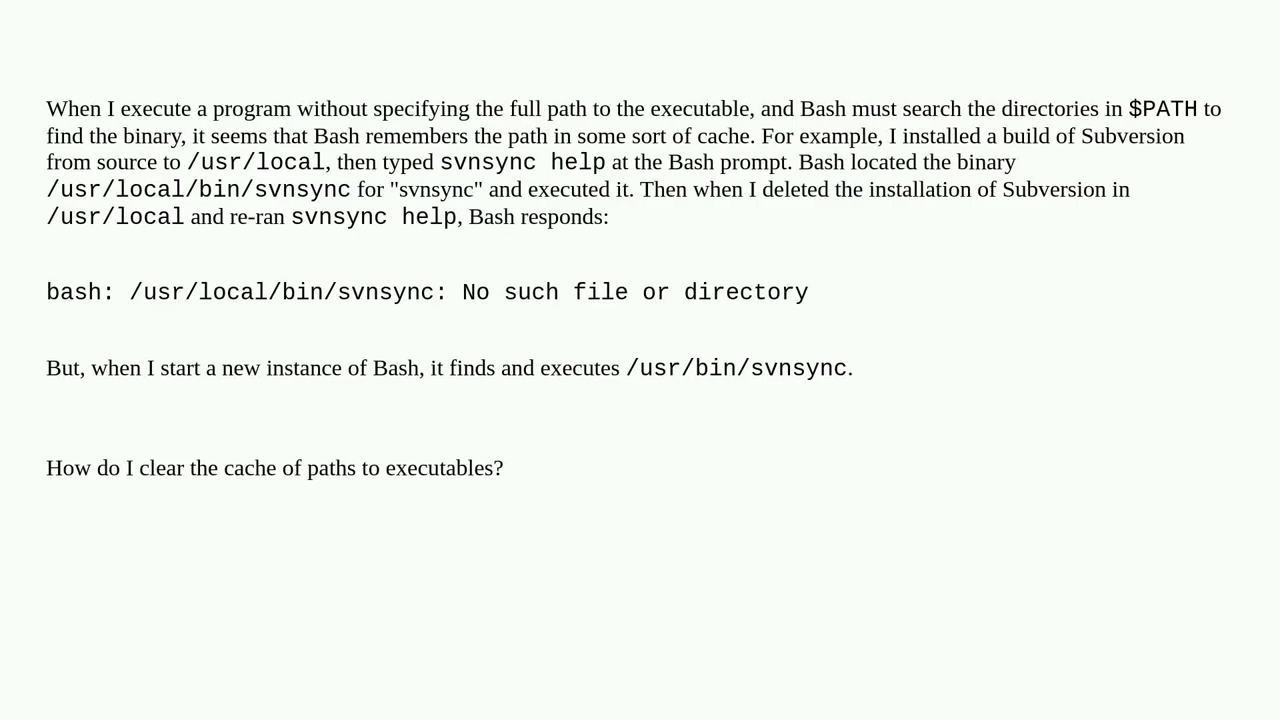 When I execute a program without specifying the full path to the executable, and Bash must search the directories in $PATH to
find the binary, it seems that Bash remembers the path in some sort of cache. For example, I installed a build of Subversion
from source to /usr/local, then typed svnsync help at the Bash prompt. Bash located the binary
/usr/local/bin/svnsync for "svnsync" and executed it. Then when I deleted the installation of Subversion in
/usr/local and re-ran svnsync help, Bash responds:
bash: /usr/local/bin/svnsync: No such file or directory
But, when I start a new instance of Bash, it finds and executes /usr/bin/svnsync.
How do I clear the cache of paths to executables?